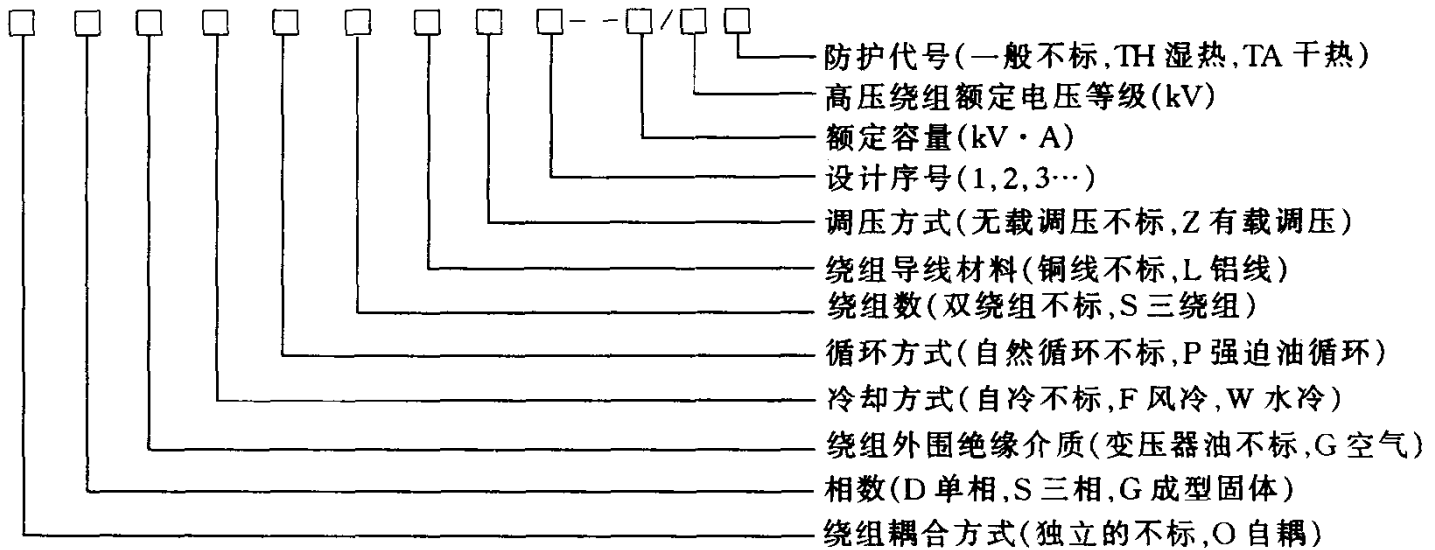 □ □ □ □ □ □ □ □ □--□/□ □
防护代号(一般不标,TH 湿热,TA 干热)
高压绕组额定电压等级(kV)
额定容量(kV·A)
设计序号(1,2,3…)
调压方式(无载调压不标,Z 有载调压)
绕组导线材料(铜线不标,L 铝线)
绕组数(双绕组不标,S 三绕组)
循环方式(自然循环不标,P 强迫油循环)
冷却方式(自冷不标,F 风冷,W 水冷)
绕组外围绝缘介质(变压器油不标,G 空气)
相数(D 单相,S 三相,G 成型固体)
绕组耦合方式(独立的不标,O 自耦)